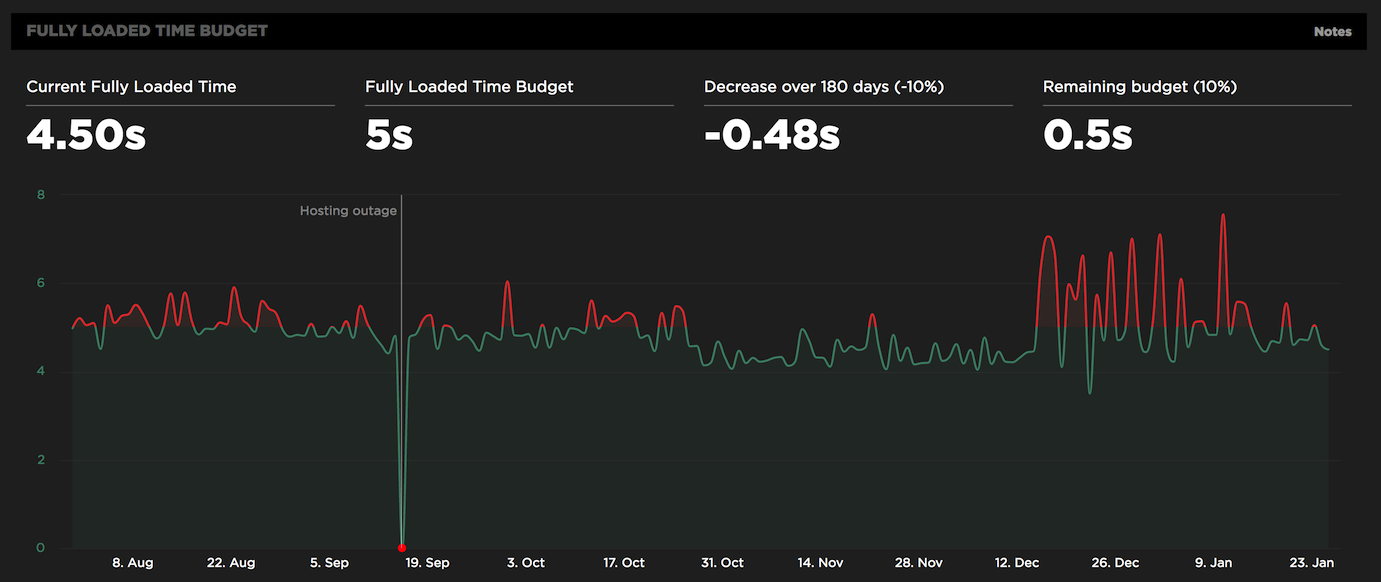 FULLY LOADED TIME BUDGET Notes
Current Fully Loaded Time Fully Loaded Time Budget Decrease over 180 days (-10%) Remaining budget (10%)
4.50s 5s -0.48s 0.5s
8
Hosting outage
6
4
2
0
8. Aug 22. Aug 5. Sep 19. Sep 3. Oct 17. Oct 31. Oct 14. Nov 28. Nov 12. Dec 26. Dec 9. Jan 23. Jan